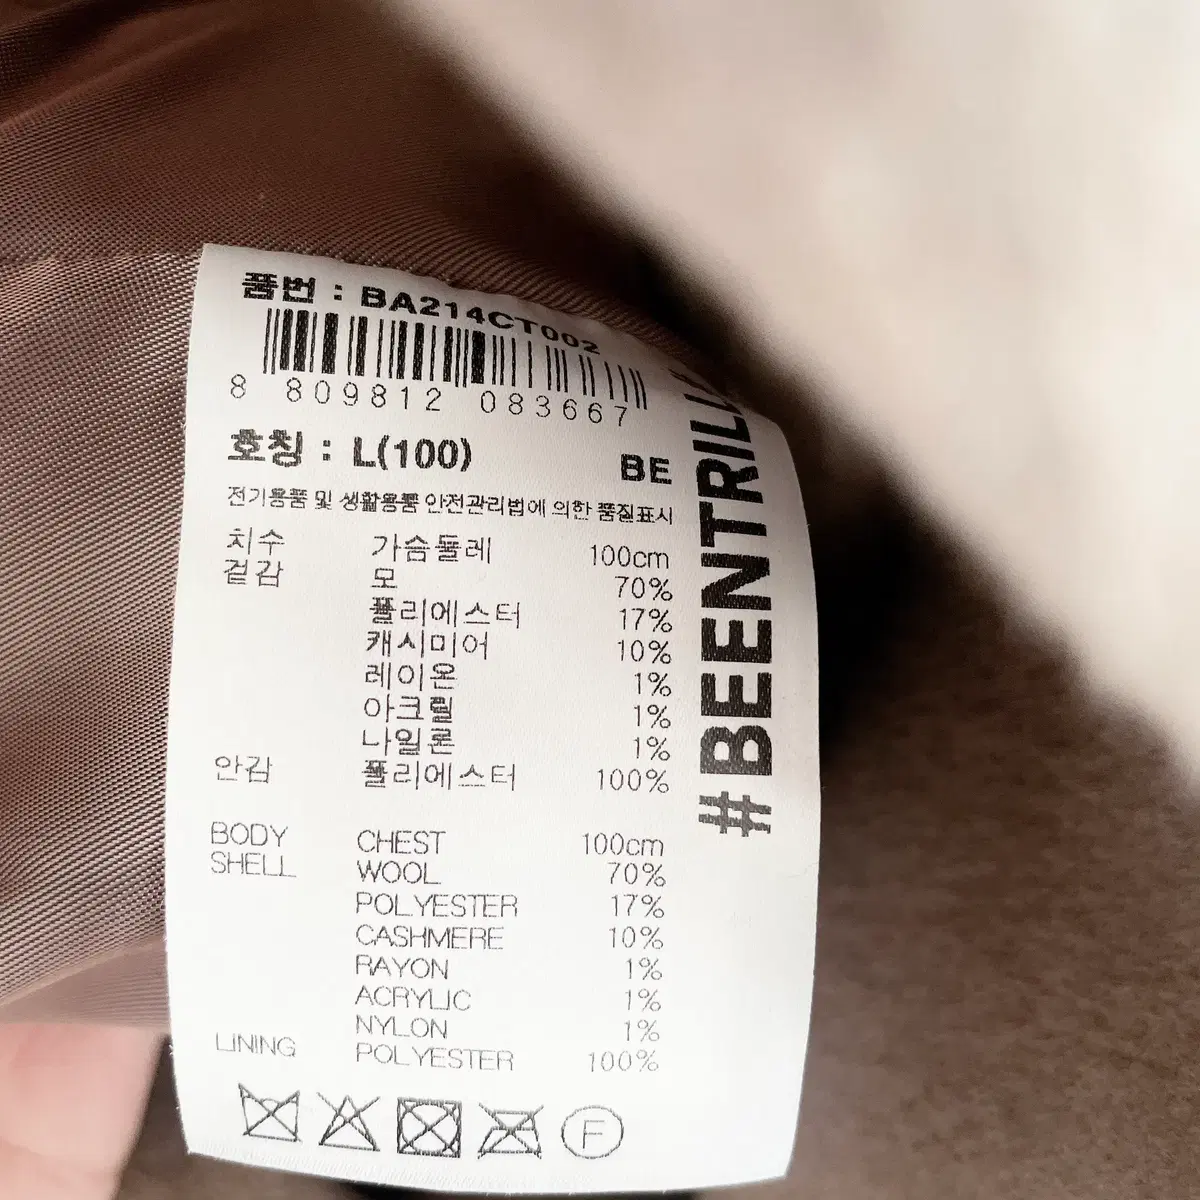 품번 : BA214CT002
8 809812 083667
호칭 : L(100) BE
전기용품 및 생활용품 안전관리법에 의한 품질표시
치수 가슴둘레 100cm
겉감 모 70%
폴리에스터 17%
캐시미어 10%
레이온 1%
아크릴 1%
나일론 1%
안감 폴리에스터 100%
BODY CHEST 100cm
SHELL WOOL 70%
POLYESTER 17%
CASHMERE 10%
RAYON 1%
ACRYLIC 1%
NYLON 1%
LINING POLYESTER 100%
F
#BEENTRILL